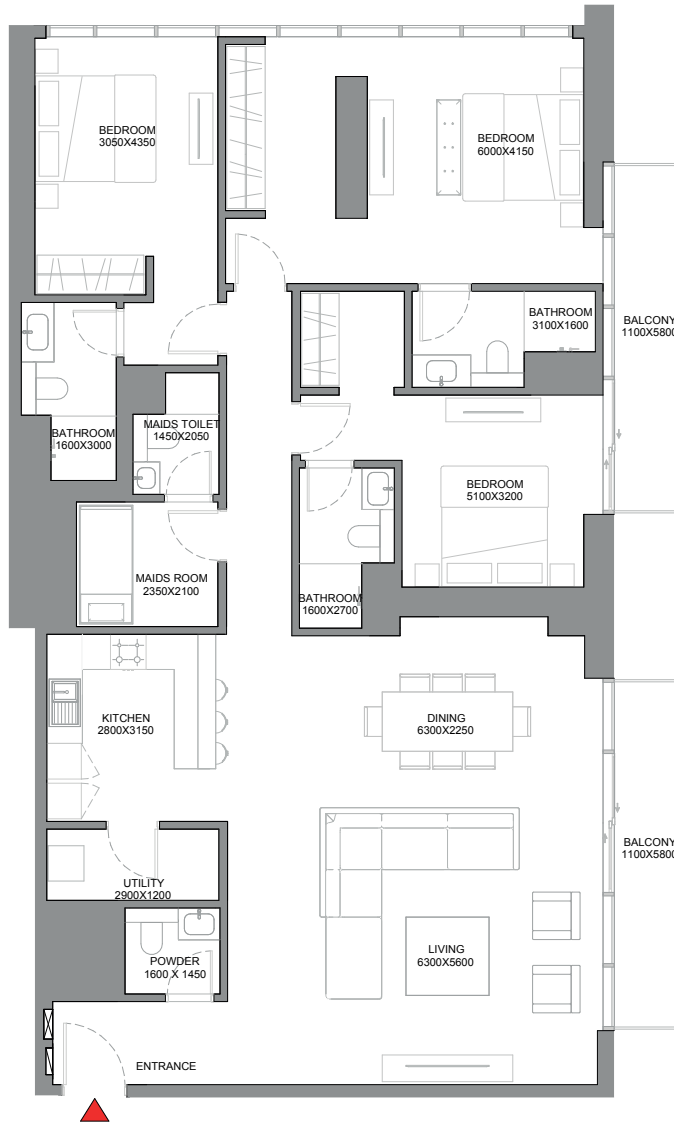 BEDROOM
3050X4350
BEDROOM
6000X4150
BATHROOM
3100X1600
BALCONY
1100X5800
MAIDS TOILET
1450X2050
BATHROOM
1600X3000
BEDROOM
5100X3200
MAIDS ROOM
2350X2100
BATHROOM
1600X2700
KITCHEN
2800X3150
DINING
6300X2250
BALCONY
1100X5800
UTILITY
2900X1200
LIVING
6300X5600
POWDER
1600 X 1450
ENTRANCE